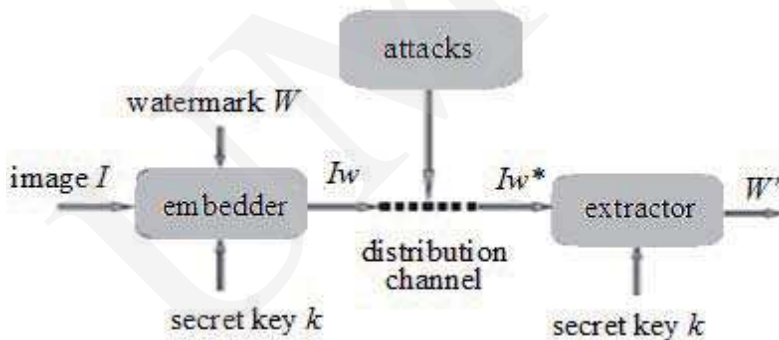 attacks
watermark W
image I
embedder
Iw
Iw*
extractor
distribution
channel
secret key k
secret key k